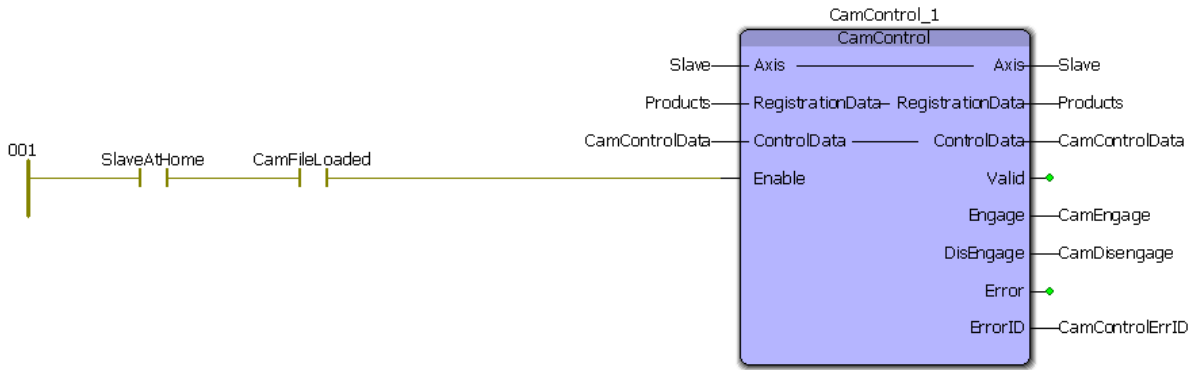 CamControl_1
CamControl
Slave Axis Axis Slave
Products RegistrationData RegistrationData Products
CamControlData ControlData ControlData CamControlData
001 SlaveAtHome CamFileLoaded
Enable Valid
Engage CamEngage
DisEngage CamDisengage
Error
ErrorID CamControlErrID